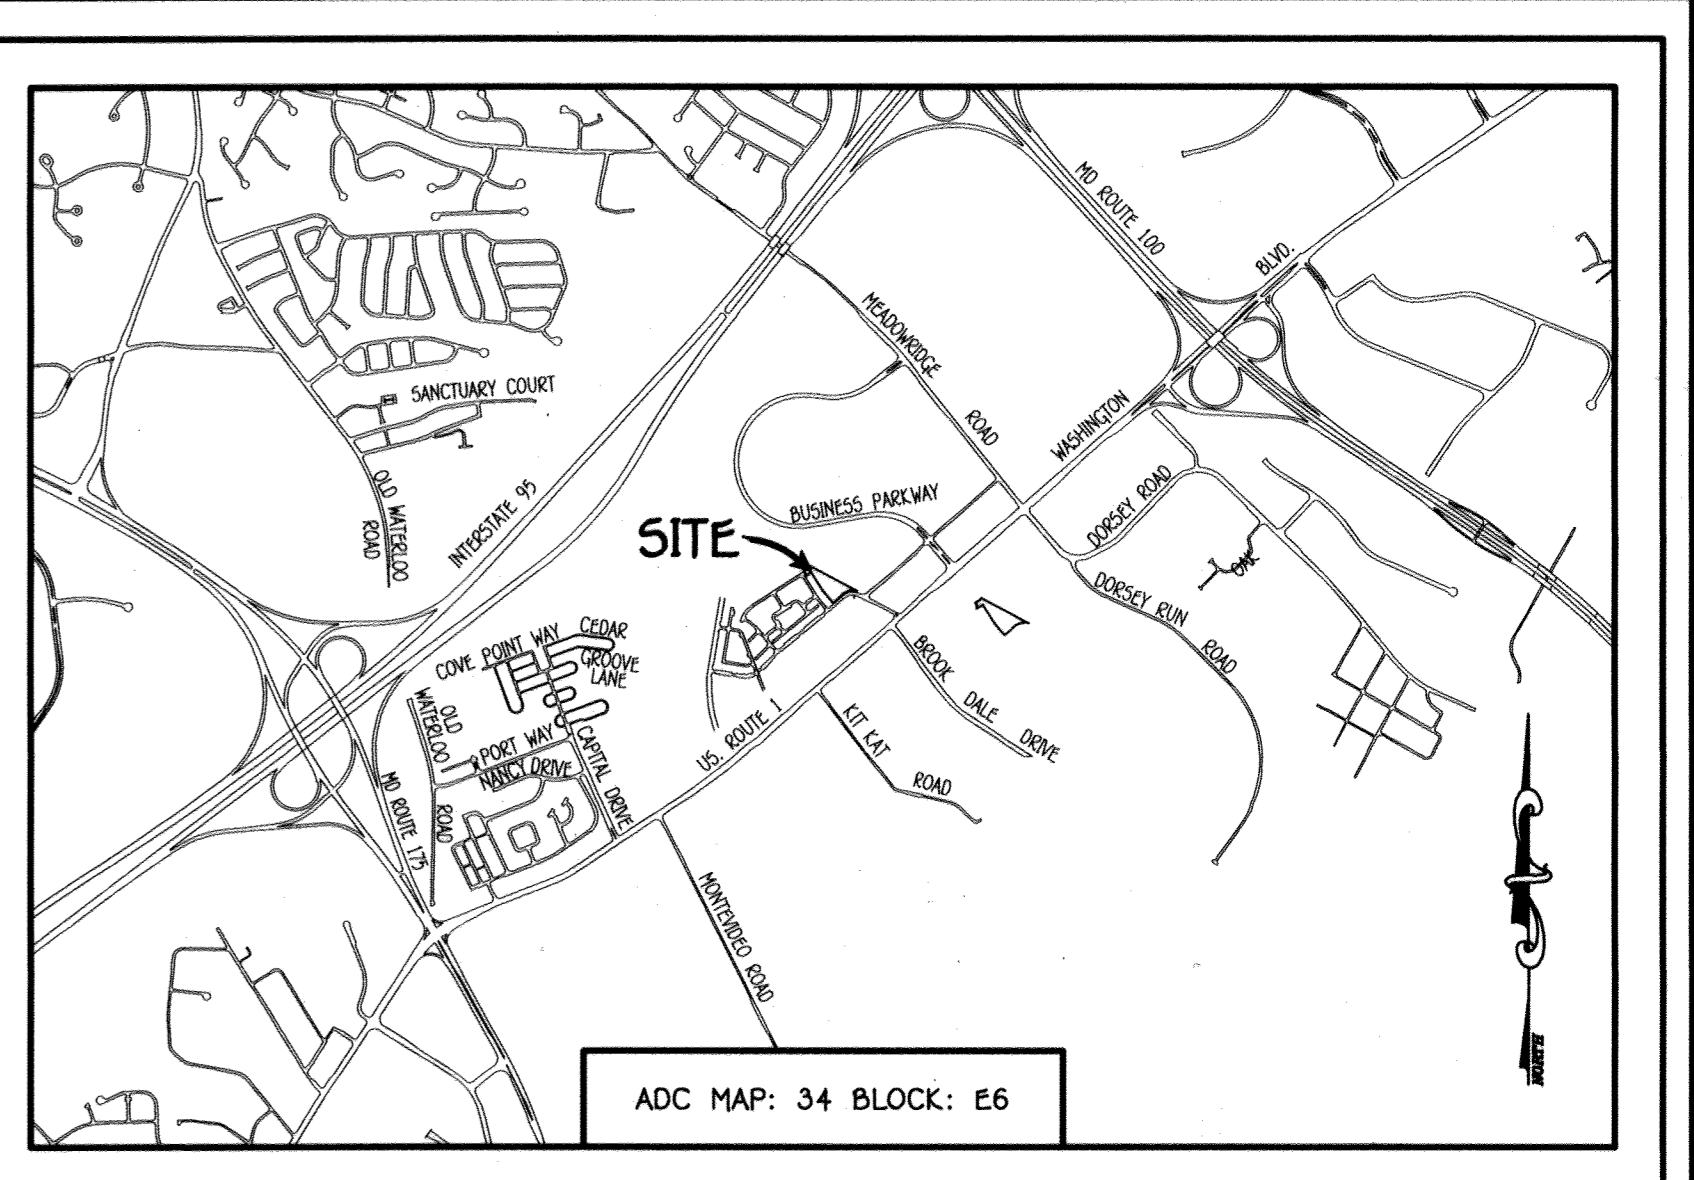 MD ROUTE 100
BLVD.
MEADOWRIDGE
ROAD
WASHINGTON
SANCTUARY COURT
OLD WATERLOO
ROAD
INTERSTATE 95
BUSINESS PARKWAY
DORSEY ROAD
SITE
OAK
DORSEY RUN
ROAD
COVE POINT WAY
CEDAR
GROOVE
LANE
BROOK
DALE
DRIVE
OLD
WATERLOO
ROAD
PORT WAY
NANCY DRIVE
CAPITAL DRIVE
U.S. ROUTE 1
KIT KAT
ROAD
MD ROUTE 175
MONTEVIDEO ROAD
NORTH
ADC MAP: 34 BLOCK: E6